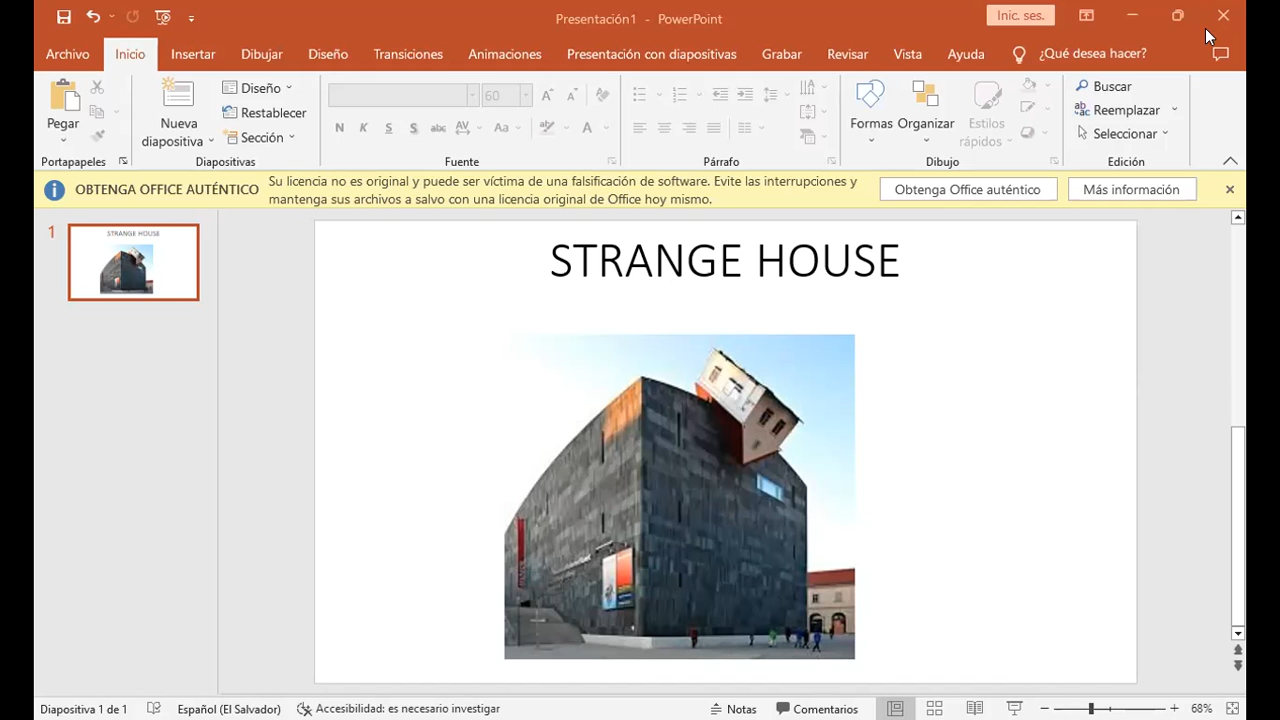 Presentación1 - PowerPoint
Inic. ses.
Archivo Inicio Insertar Dibujar Diseño Transiciones Animaciones Presentación con diapositivas Grabar Revisar Vista Ayuda ¿Qué desea hacer?
Pegar
Nueva diapositiva
Diseño
Restablecer
Sección
60
N K S S abc AV Aa A
Formas
Organizar
Estilos rápidos
Buscar
Reemplazar
Seleccionar
Portapapeles Diapositivas Fuente Párrafo Dibujo Edición
OBTENGA OFFICE AUTÉNTICO
Su licencia no es original y puede ser víctima de una falsificación de software. Evite las interrupciones y
mantenga sus archivos a salvo con una licencia original de Office hoy mismo.
Obtenga Office auténtico
Más información
1
STRANGE HOUSE
STRANGE HOUSE
Diapositiva 1 de 1 Español (El Salvador) Accesibilidad: es necesario investigar Notas Comentarios 68%